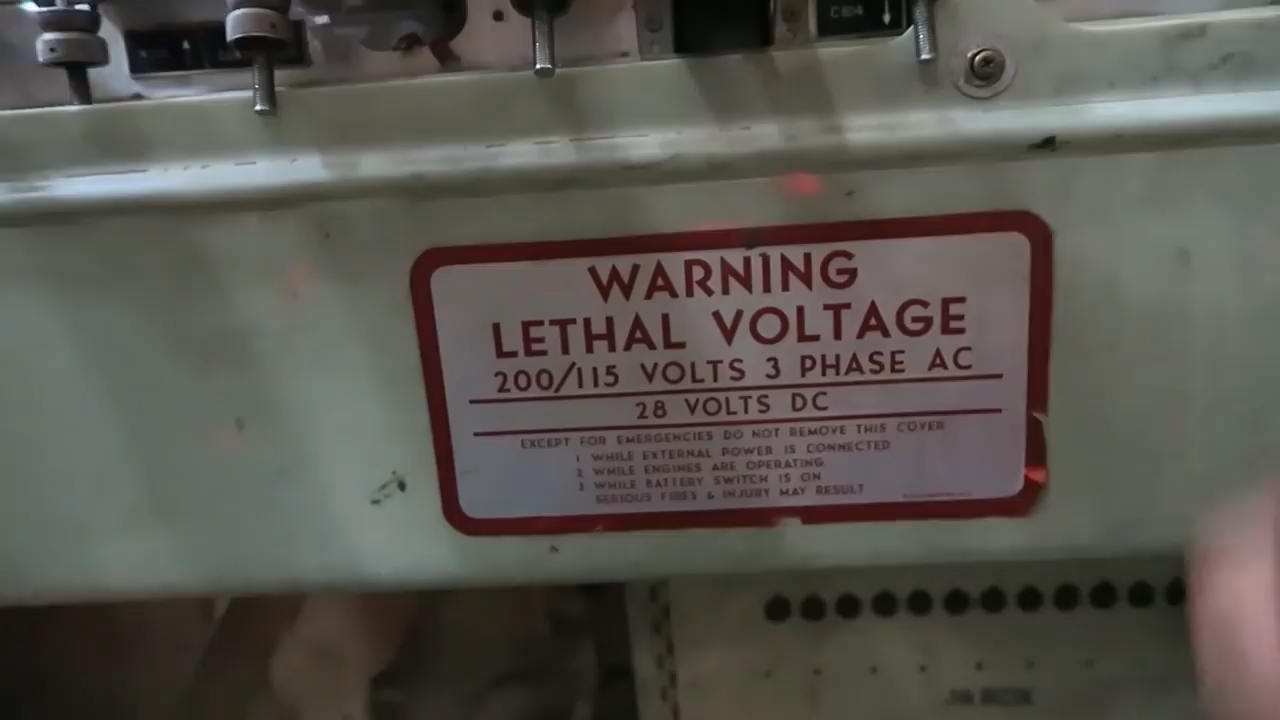 C814
WARNING
LETHAL VOLTAGE
200/115 VOLTS 3 PHASE AC
28 VOLTS DC
EXCEPT FOR EMERGENCIES DO NOT REMOVE THIS COVER
1 WHILE EXTERNAL POWER IS CONNECTED
2 WHILE ENGINES ARE OPERATING.
3 WHILE BATTERY SWITCH IS ON
SERIOUS FIRES & INJURY MAY RESULT